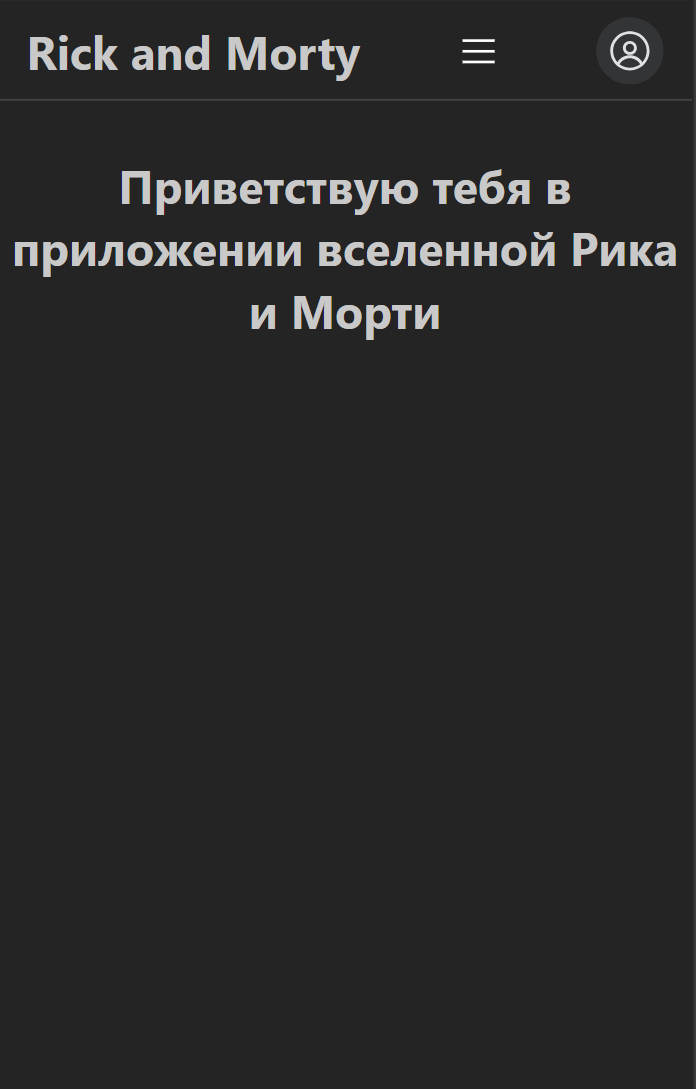 Rick and Morty
Приветствую тебя в
приложении вселенной Рика
и Морти